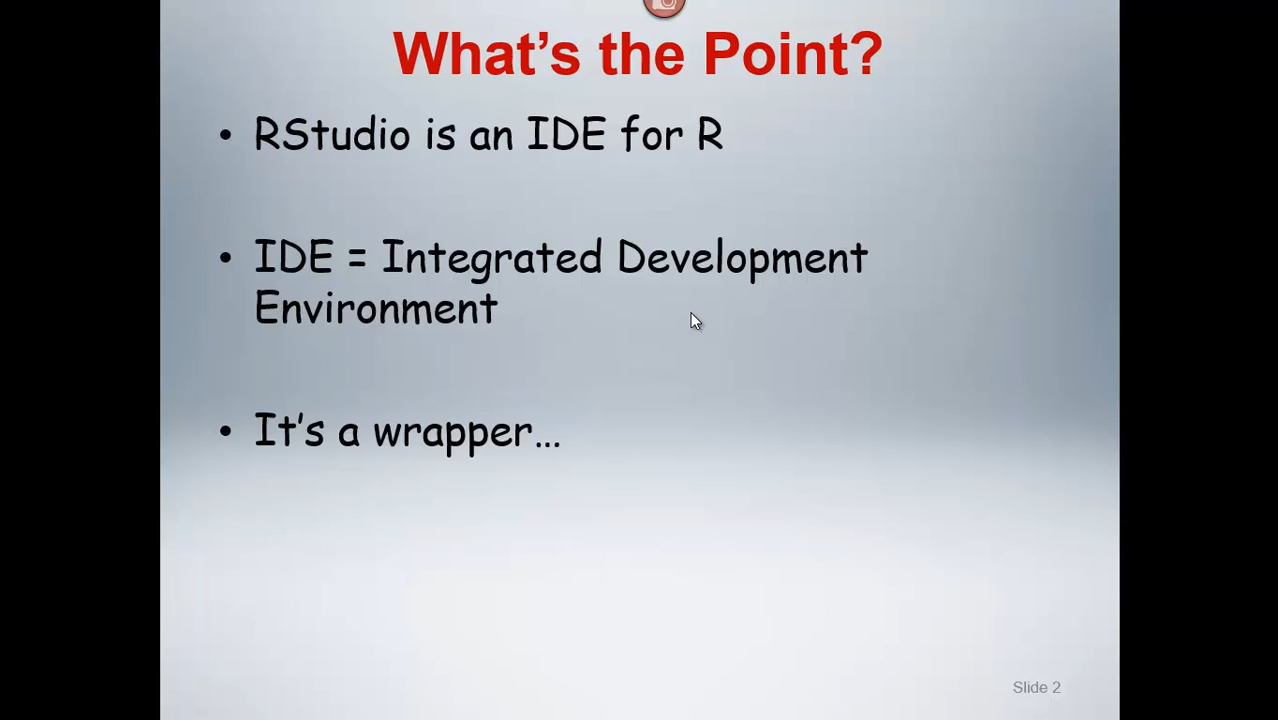 What's the Point?
• RStudio is an IDE for R
• IDE = Integrated Development
Environment
• It's a wrapper...
Slide 2